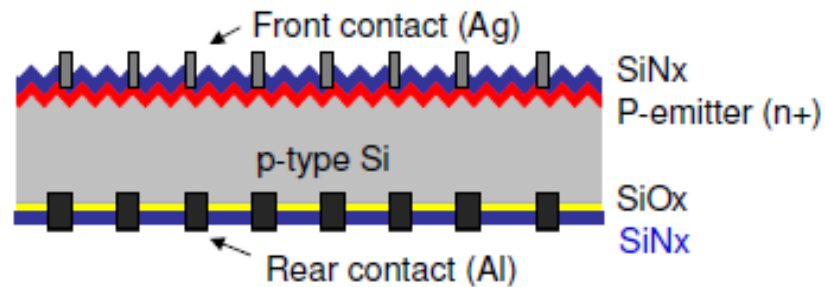 Front contact (Ag)
SiNx
P-emitter (n+)
p-type Si
SiOx
SiNx
Rear contact (Al)